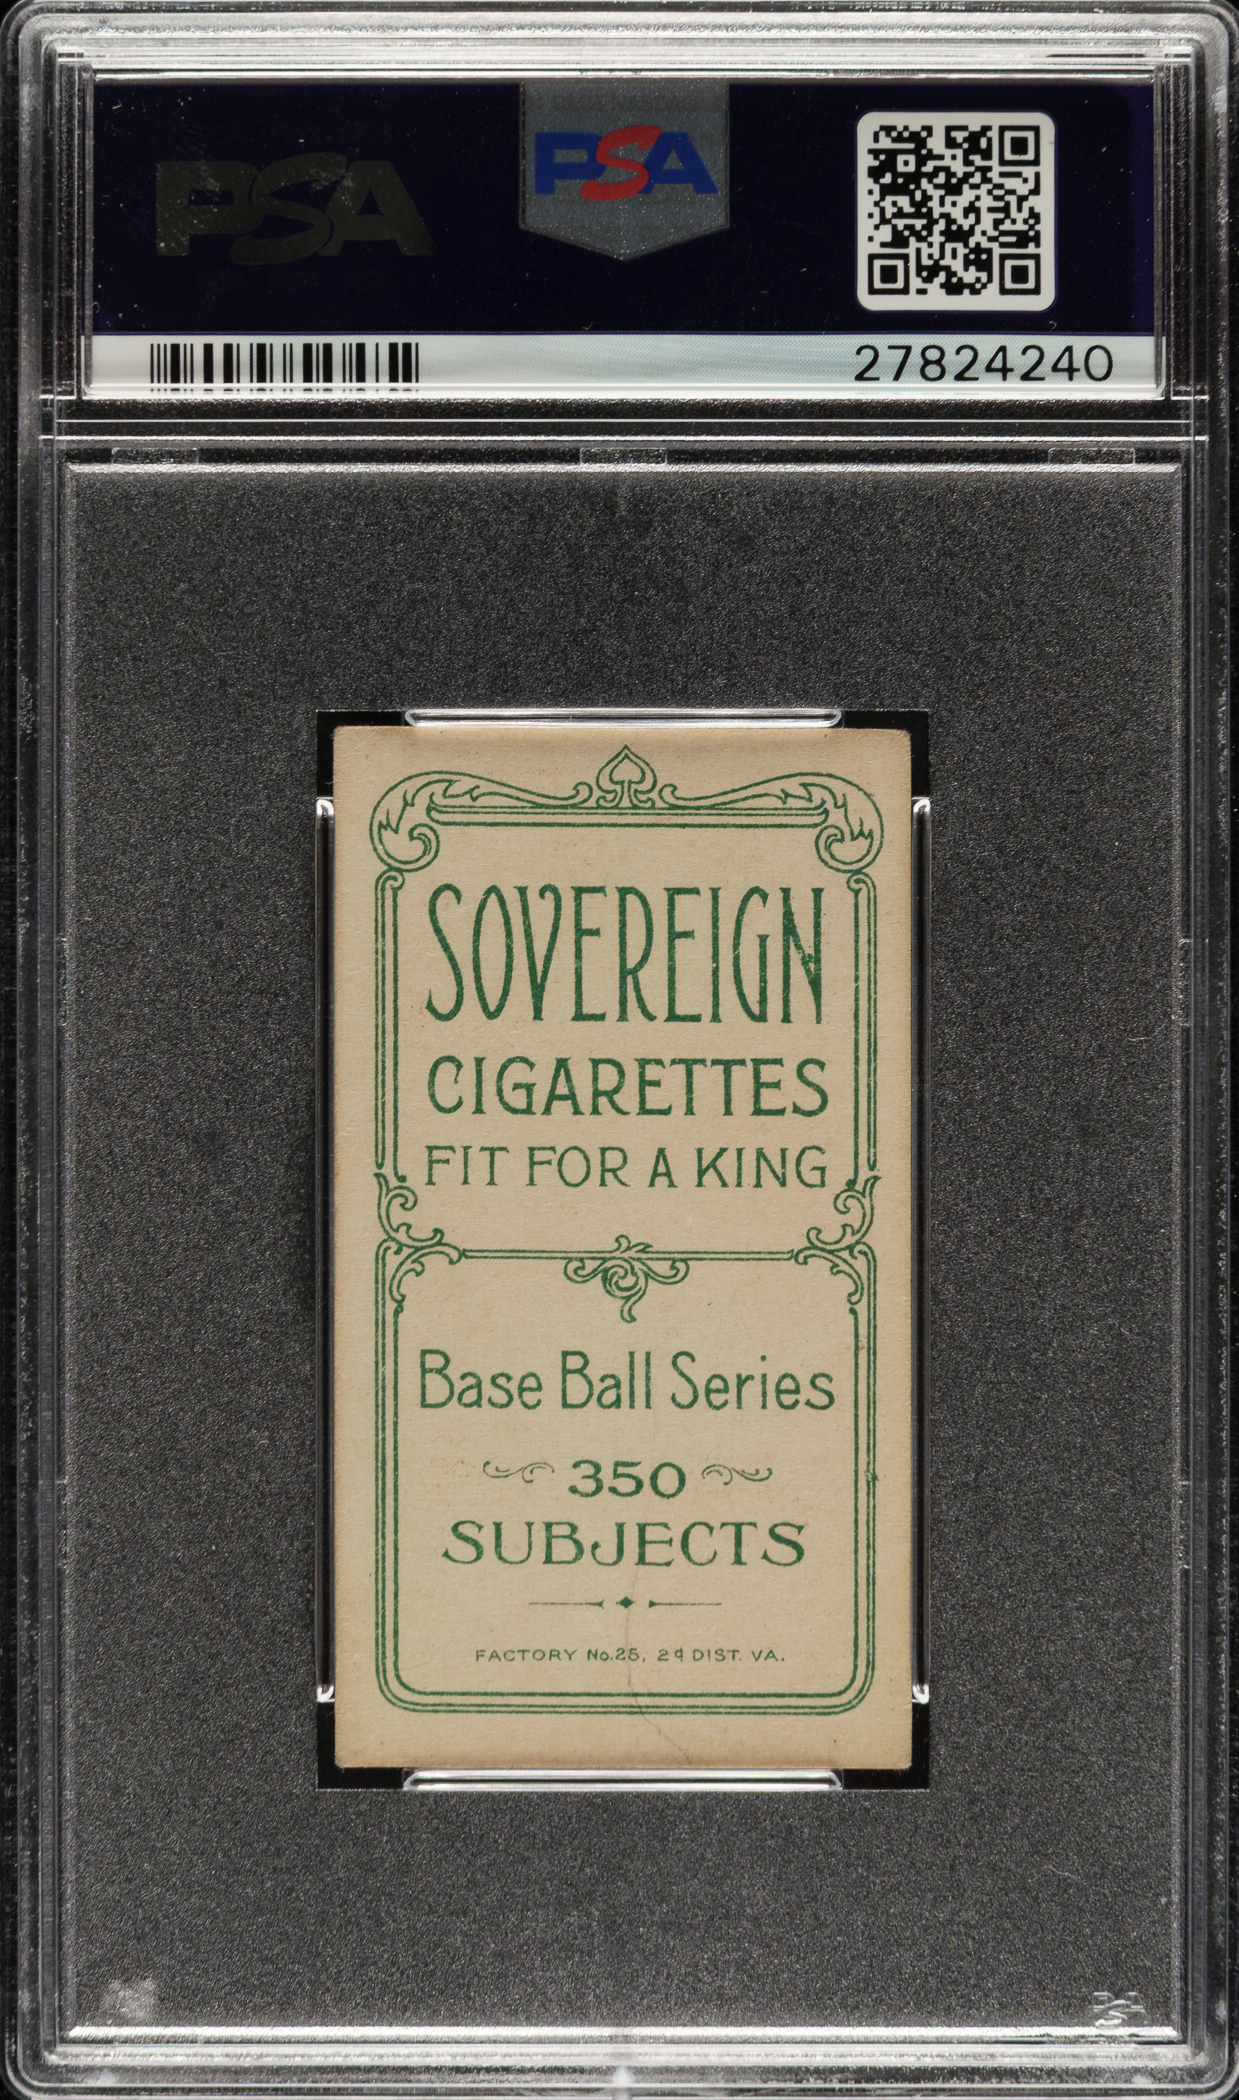 PSA
PSA
27824240
SOVEREIGN
CIGARETTES
FIT FOR A KING
Base Ball Series
350
SUBJECTS
FACTORY No.25, 2d DIST. VA.